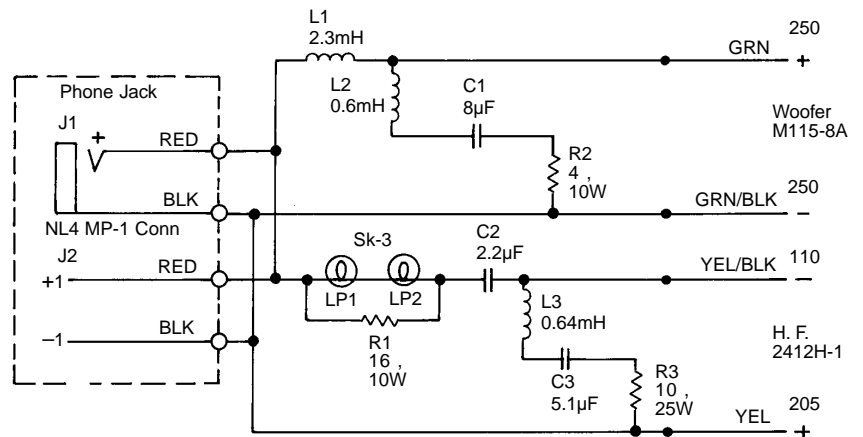 L1
2.3mH
GRN
250
+
L2
0.6mH
C1
8µF
Woofer
M115-8A
Phone Jack
J1
+
RED
R2
4 ,
10W
BLK
GRN/BLK
250
–
NL4 MP-1 Conn
J2
+1
RED
Sk-3
LP1
LP2
C2
2.2µF
YEL/BLK
110
–
L3
0.64mH
–1
BLK
R1
16 ,
10W
H. F.
2412H-1
C3
5.1µF
R3
10 ,
25W
YEL
205
+